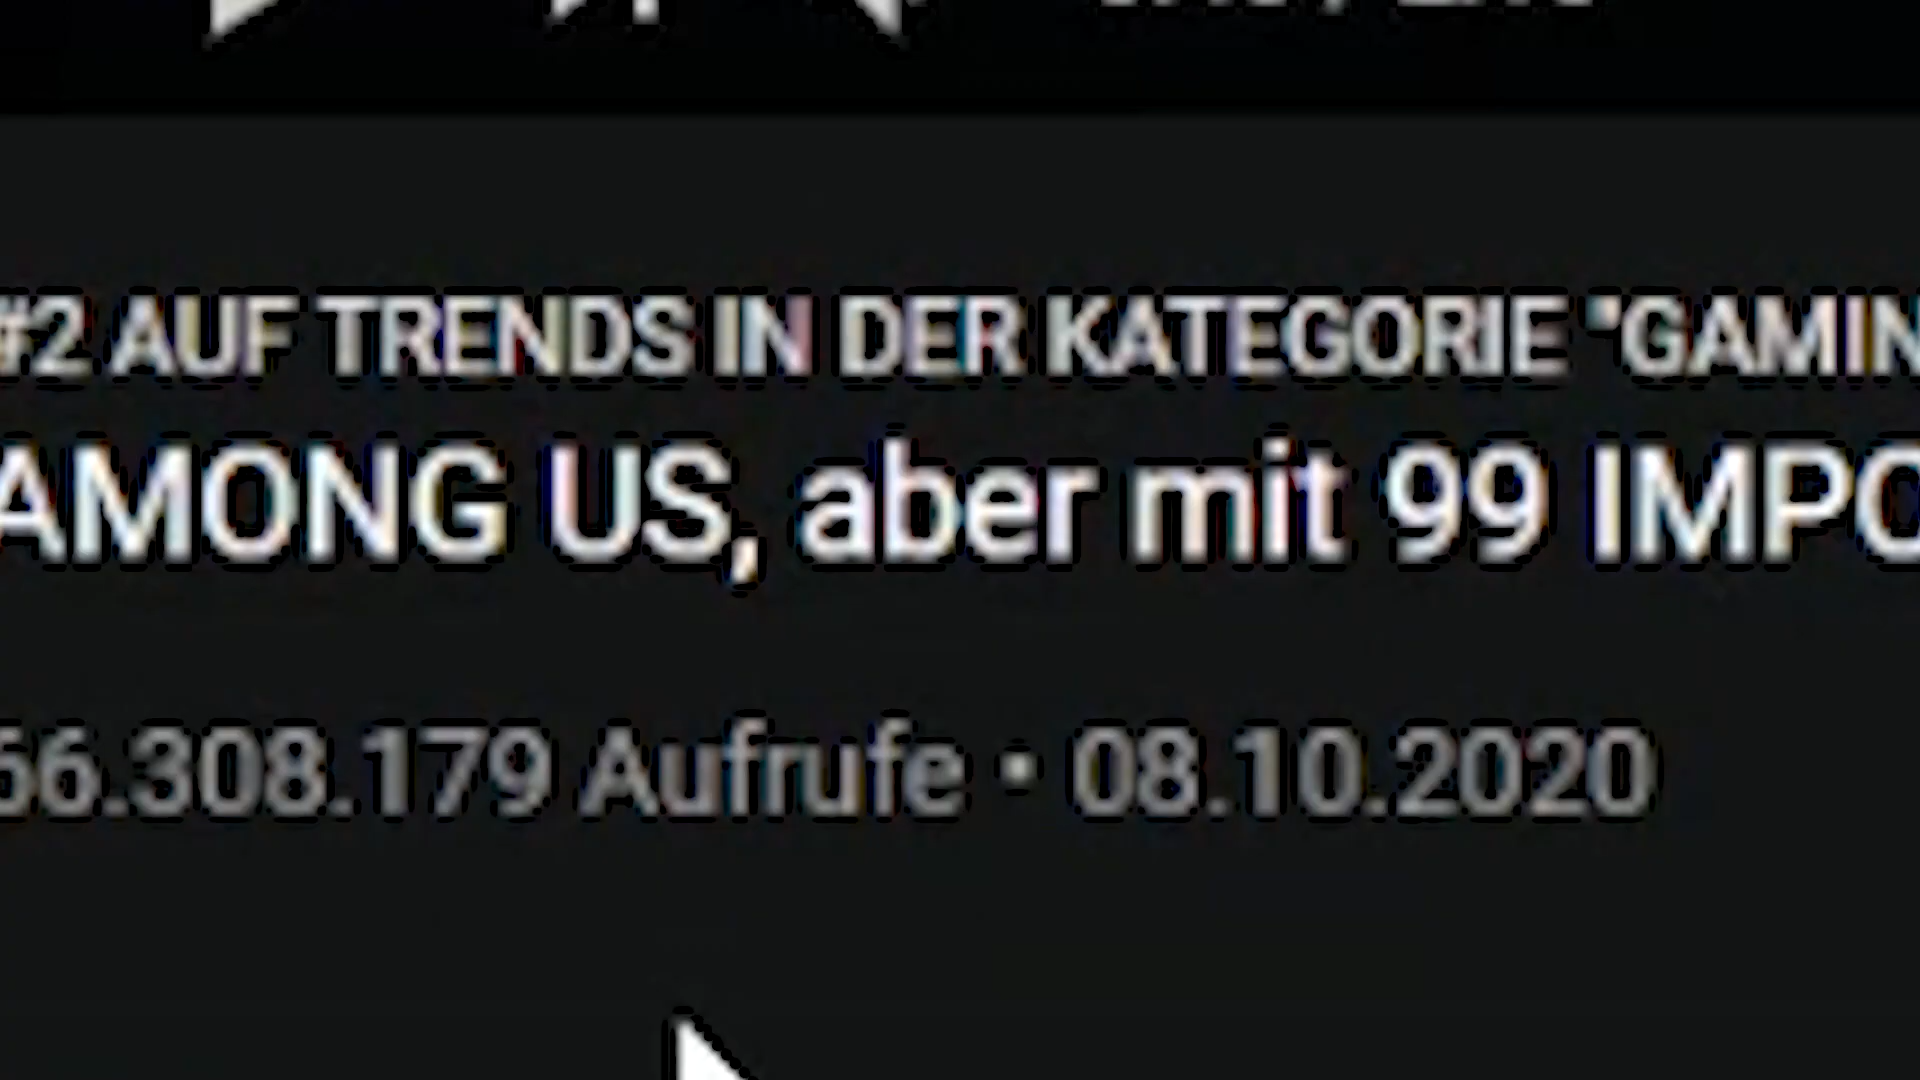 #2 AUF TRENDS IN DER KATEGORIE "GAMIN
AMONG US, aber mit 99 IMPO
66.308.179 Aufrufe • 08.10.2020